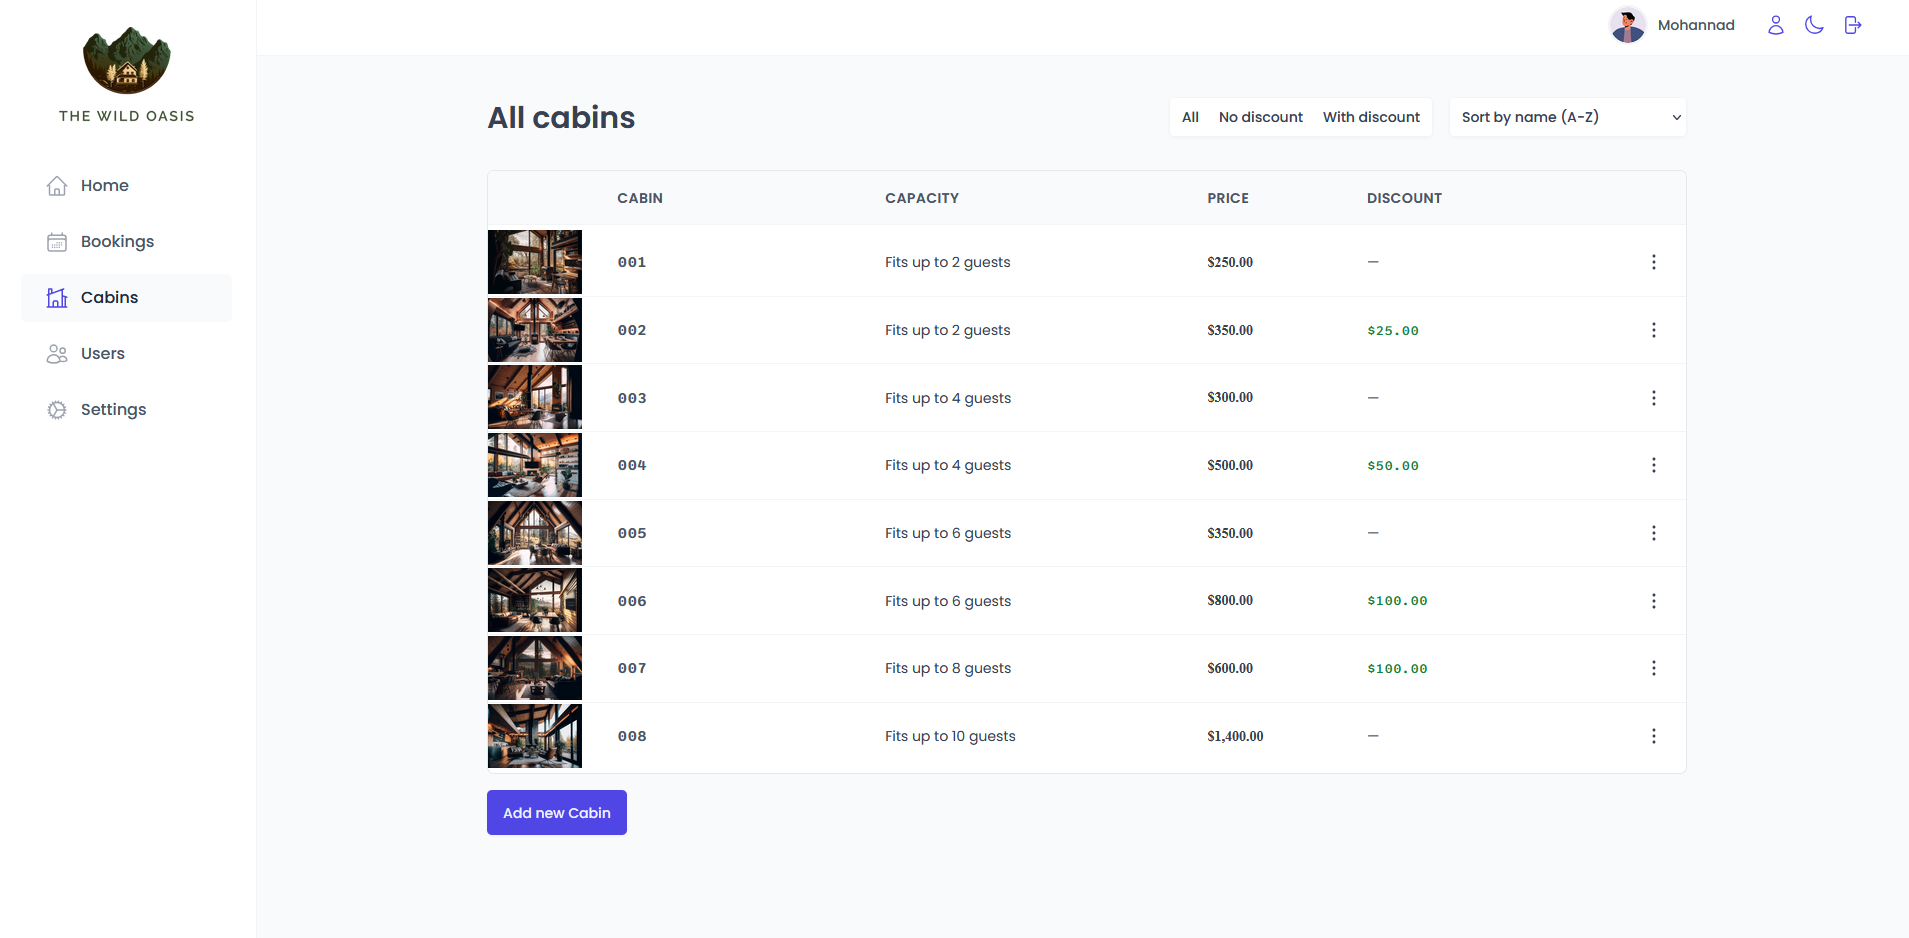 THE WILD OASIS
Home
Bookings
Cabins
Users
Settings
Mohannad
All cabins
All No discount With discount
Sort by name (A-Z)
CABIN CAPACITY PRICE DISCOUNT
001 Fits up to 2 guests $250.00 —
002 Fits up to 2 guests $350.00 $25.00
003 Fits up to 4 guests $300.00 —
004 Fits up to 4 guests $500.00 $50.00
005 Fits up to 6 guests $350.00 —
006 Fits up to 6 guests $800.00 $100.00
007 Fits up to 8 guests $600.00 $100.00
008 Fits up to 10 guests $1,400.00 —
Add new Cabin